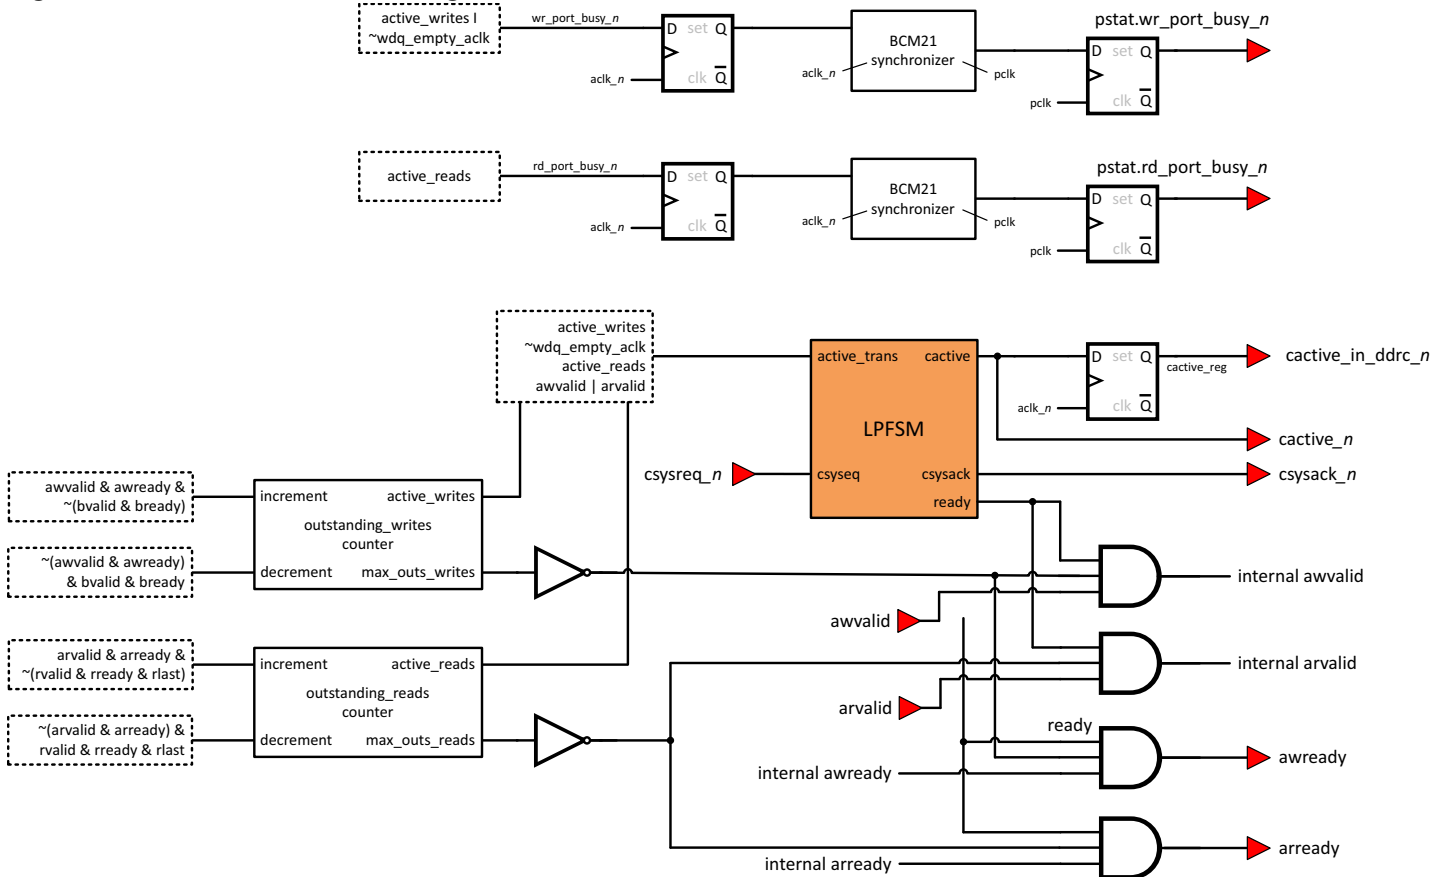 active_writes I
~wdq_empty_aclk
wr_port_busy_n
D set Q
clk Q
aclk_n
BCM21
synchronizer
aclk_n
pclk
pstat.wr_port_busy_n
D set Q
clk Q
pclk
active_reads
rd_port_busy_n
D set Q
clk Q
aclk_n
BCM21
synchronizer
aclk_n
pclk
pstat.rd_port_busy_n
D set Q
clk Q
pclk
active_writes
~wdq_empty_aclk
active_reads
awvalid | arvalid
active_trans cactive
LPFSM
csyseq csysack
ready
csysreq_n
D set Q
clk Q
aclk_n
cactive_reg
cactive_in_ddrc_n
cactive_n
csysack_n
awvalid & awready &
~(bvalid & bready)
~(awvalid & awready)
& bvalid & bready
increment active_writes
outstanding_writes
counter
decrement max_outs_writes
arvalid & arready &
~(rvalid & rready & rlast)
~(arvalid & arready) &
rvalid & rready & rlast
increment active_reads
outstanding_reads
counter
decrement max_outs_reads
awvalid
internal awvalid
arvalid
internal arvalid
ready
internal awready
awready
internal arready
arready